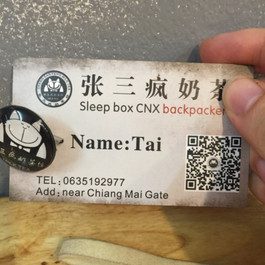 张三疯奶茶
Sleep box CNX backpacker
Name:Tai
TEL:0635192977
Add:near Chiang Mai Gate